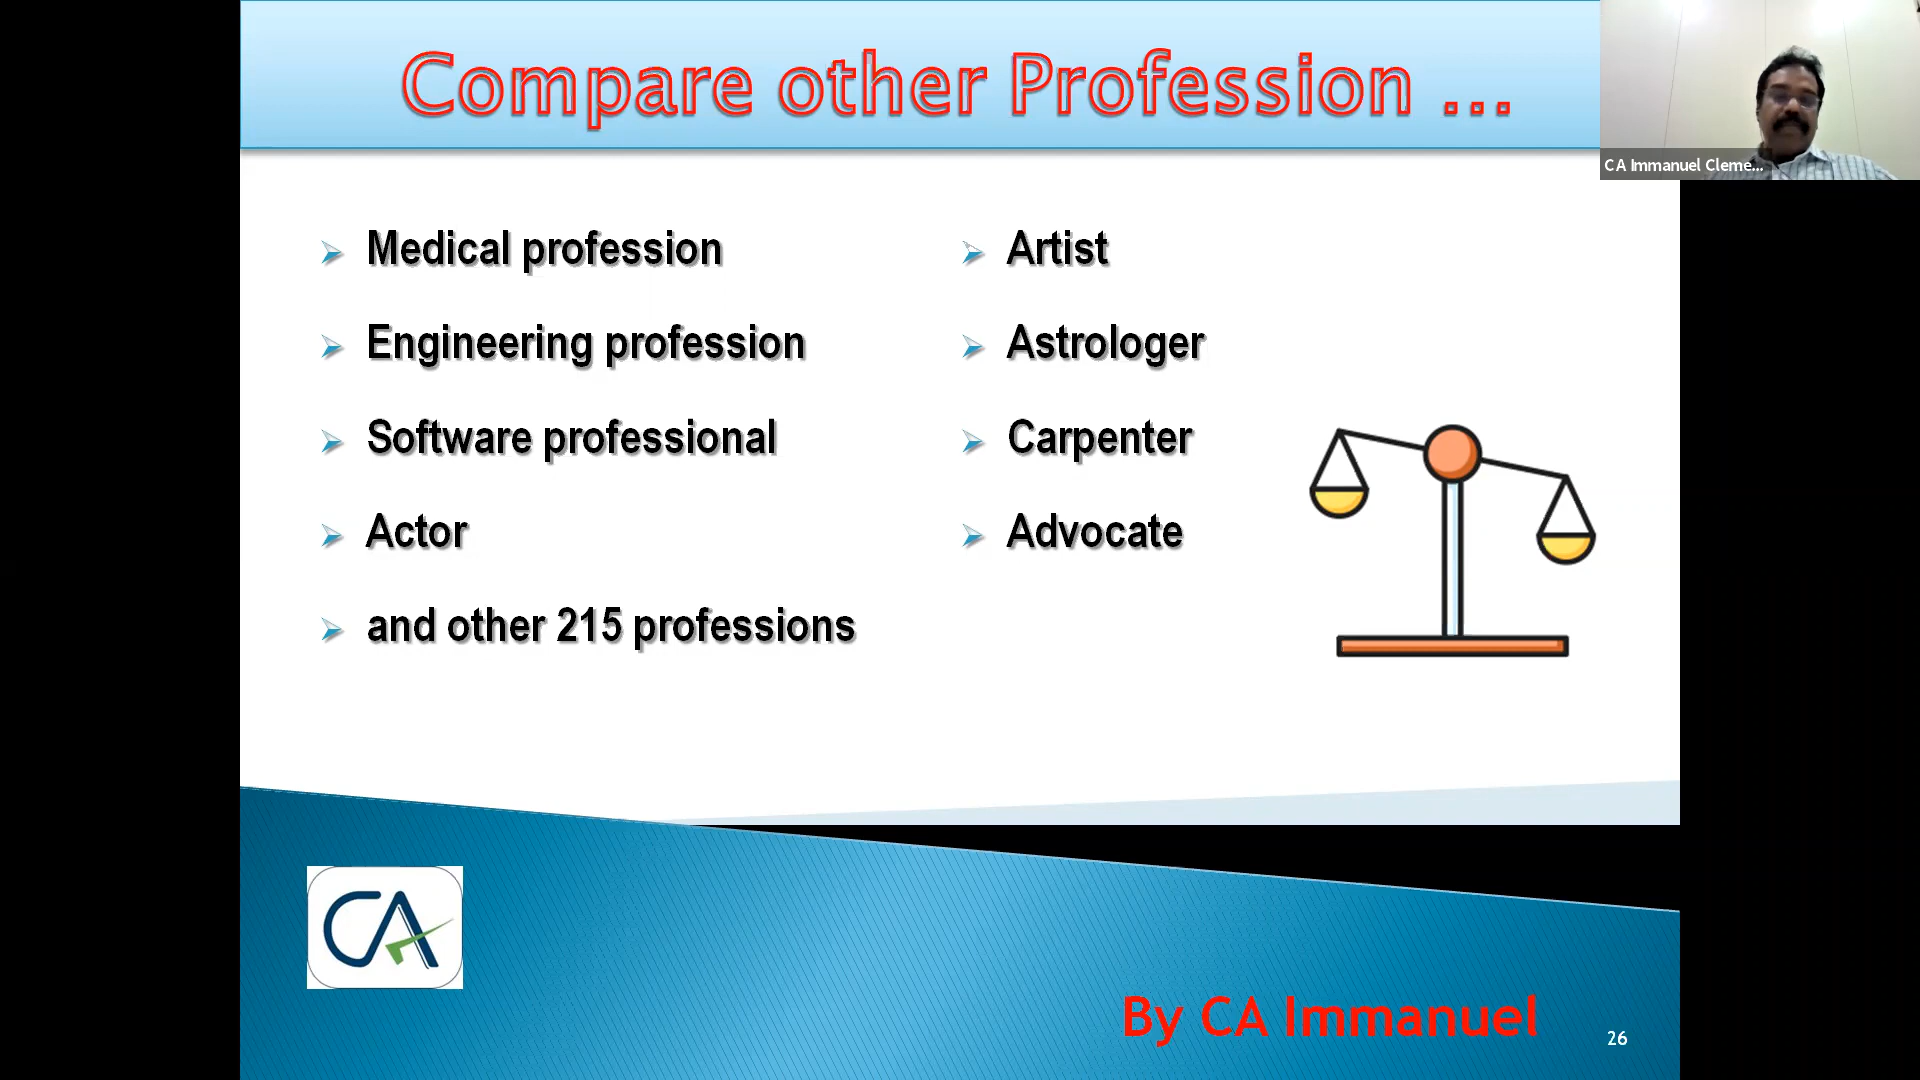 Compare other Profession ...
CA Immanuel Cleme...
Medical profession
Engineering profession
Software professional
Actor
and other 215 professions
Artist
Astrologer
Carpenter
Advocate
CA
By CA Immanuel
26